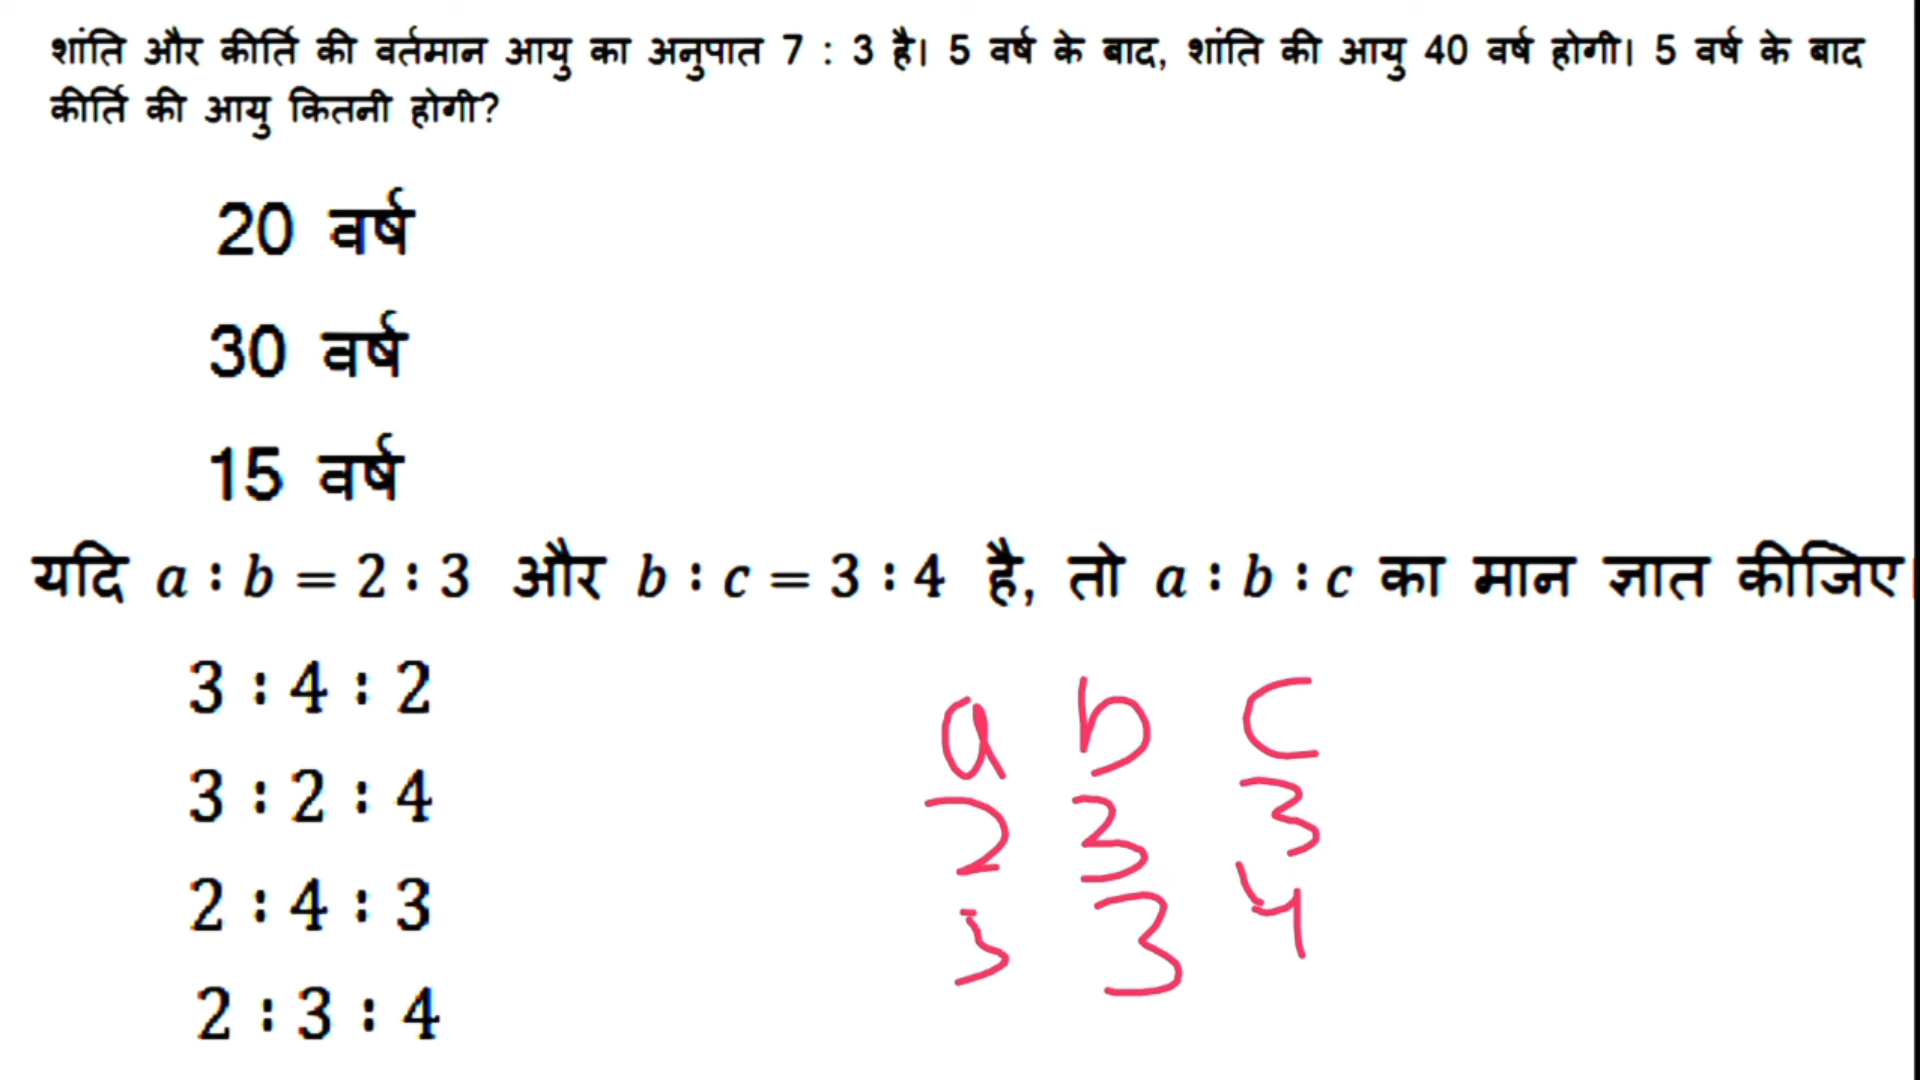 शांति और कीर्ति की वर्तमान आयु का अनुपात 7 : 3 है। 5 वर्ष के बाद, शांति की आयु 40 वर्ष होगी। 5 वर्ष के बाद
कीर्ति की आयु कितनी होगी?
20 वर्ष
30 वर्ष
15 वर्ष
यदि a : b = 2 : 3 और b : c = 3 : 4 है, तो a : b : c का मान ज्ञात कीजिए।
3 : 4 : 2
3 : 2 : 4
2 : 4 : 3
2 : 3 : 4
a b c
2 3 3
3 3 4